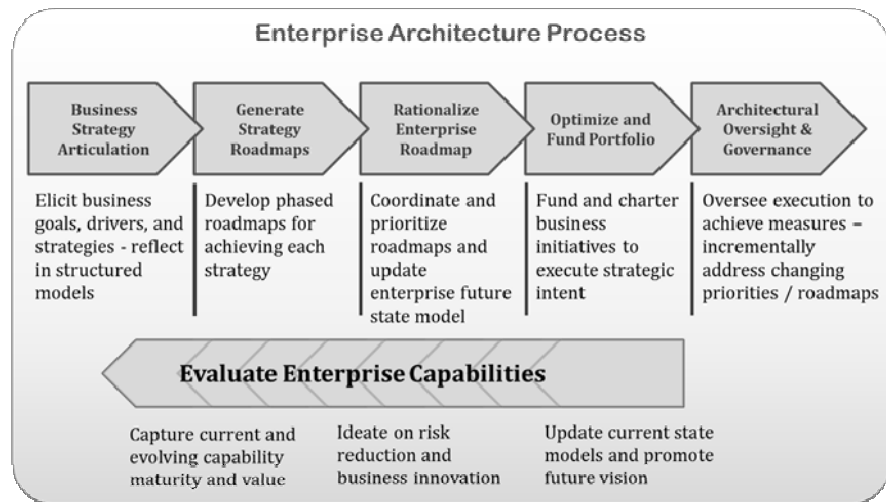 Enterprise Architecture Process
Business
Strategy
Articulation
Generate
Strategy
Roadmaps
Rationalize
Enterprise
Roadmap
Optimize and
Fund Portfolio
Architectural
Oversight &
Governance
Elicit business
goals, drivers, and
strategies - reflect
in structured
models
Develop phased
roadmaps for
achieving each
strategy
Coordinate and
prioritize
roadmaps and
update
enterprise future
state model
Fund and charter
business
initiatives to
execute strategic
intent
Oversee execution to
achieve measures –
incrementally
address changing
priorities / roadmaps
Evaluate Enterprise Capabilities
Capture current and
evolving capability
maturity and value
Ideate on risk
reduction and
business innovation
Update current state
models and promote
future vision